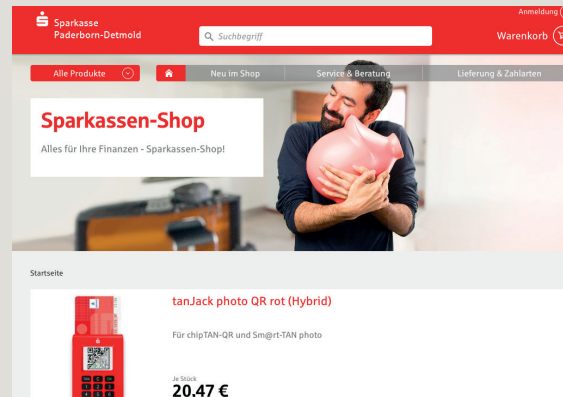 Sparkasse
Paderborn-Detmold
Suchbegriff
Anmeldung
Warenkorb
Alle Produkte
Neu im Shop
Service & Beratung
Lieferung & Zahlarten
Sparkassen-Shop
Alles für Ihre Finanzen - Sparkassen-Shop!
Startseite
tanJack photo QR rot (Hybrid)
Für chipTAN-QR und Sm@rt-TAN photo
Je Stück
20,47 €